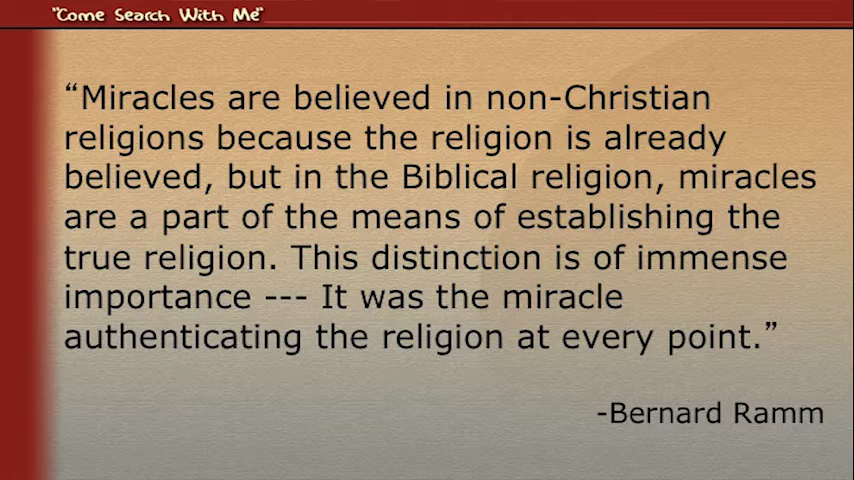 "Come Search With Me"
“Miracles are believed in non-Christian
religions because the religion is already
believed, but in the Biblical religion, miracles
are a part of the means of establishing the
true religion. This distinction is of immense
importance --- It was the miracle
authenticating the religion at every point.”
-Bernard Ramm